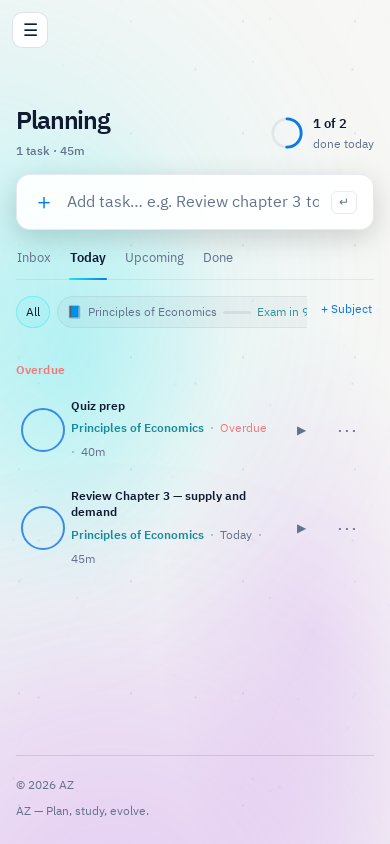 ☰
Planning
1 task · 45m
1 of 2
done today
+ Add task… e.g. Review chapter 3 to ↵
Inbox Today Upcoming Done
All 📘 Principles of Economics Exam in 9 + Subject
Overdue
Quiz prep
Principles of Economics · Overdue
· 40m
▶ ···
Review Chapter 3 — supply and
demand
Principles of Economics · Today ·
45m
▶ ···
© 2026 AZ
AZ — Plan, study, evolve.